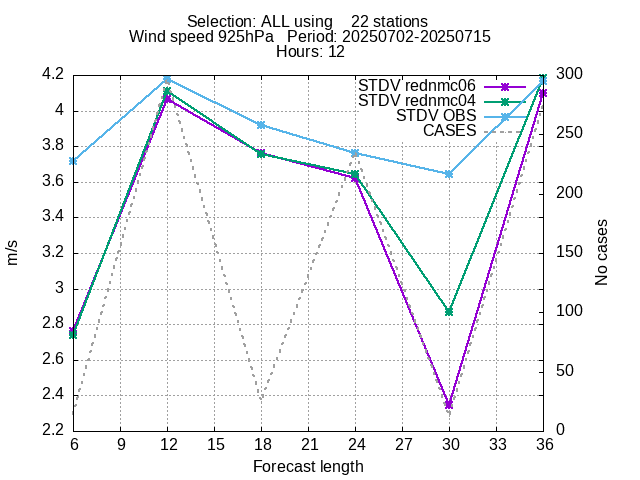 Selection: ALL using    22 stations
Wind speed 925hPa   Period: 20250702-20250715
Hours: 12
STDV rednmc06
STDV rednmc04
STDV OBS
CASES
4.2
4
3.8
3.6
3.4
3.2
3
2.8
2.6
2.4
2.2
m/s
300
250
200
150
100
50
0
No cases
6 9 12 15 18 21 24 27 30 33 36
Forecast length